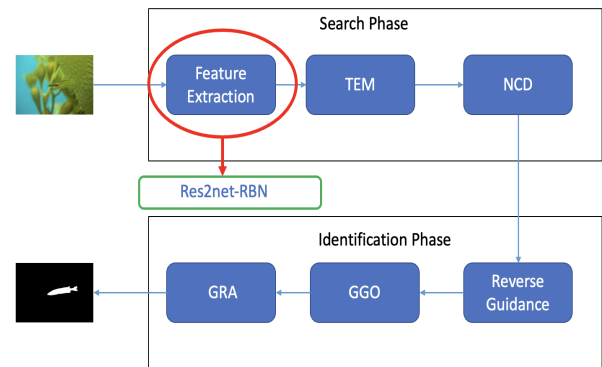 Search Phase
Feature
Extraction
TEM
NCD
Res2net-RBN
Identification Phase
GRA
GGO
Reverse
Guidance